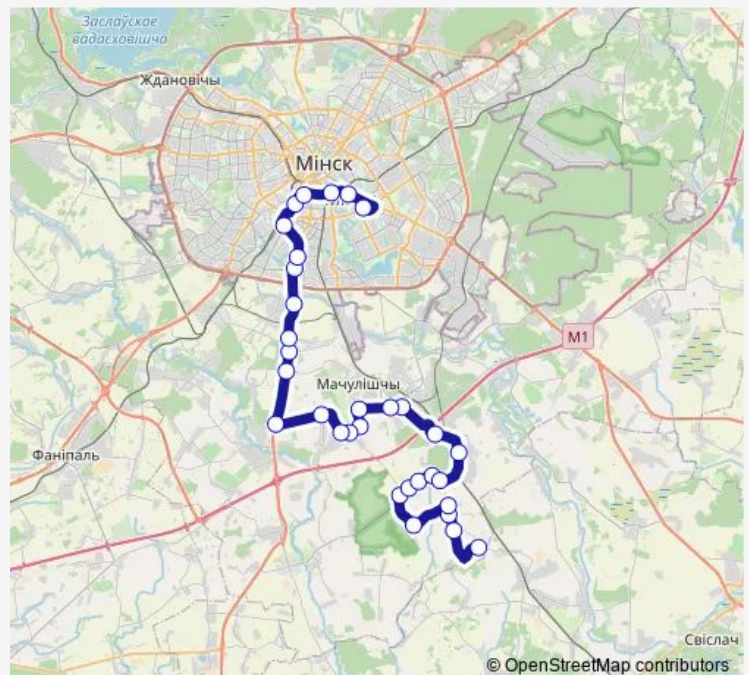 Заслаўскае
вадасховішча
Ждановічы
Мінск
M1
Мачулішчы
Фаніпаль
Свіслач
© OpenStreetMap contributors